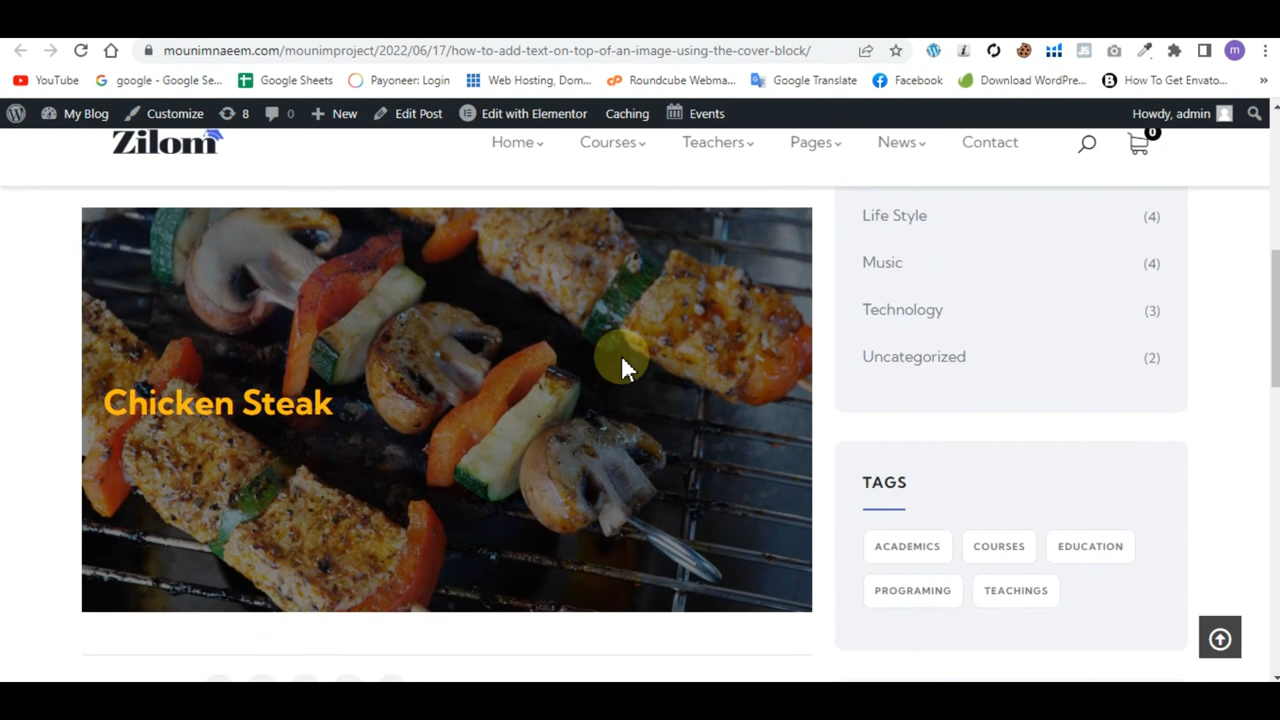 mounimnaeem.com/mounimproject/2022/06/17/how-to-add-text-on-top-of-an-image-using-the-cover-block/
m
YouTube
google - Google Se...
Google Sheets
Payoneer: Login
Web Hosting, Dom...
Roundcube Webma...
Google Translate
Facebook
Download WordPre...
How To Get Envato...
»
My Blog
Customize
8
0
New
Edit Post
Edit with Elementor
Caching
Events
Howdy, admin
Zilom
Home
Courses
Teachers
Pages
News
Contact
0
Chicken Steak
Life Style (4)
Music (4)
Technology (3)
Uncategorized (2)
TAGS
ACADEMICS COURSES EDUCATION
PROGRAMING TEACHINGS